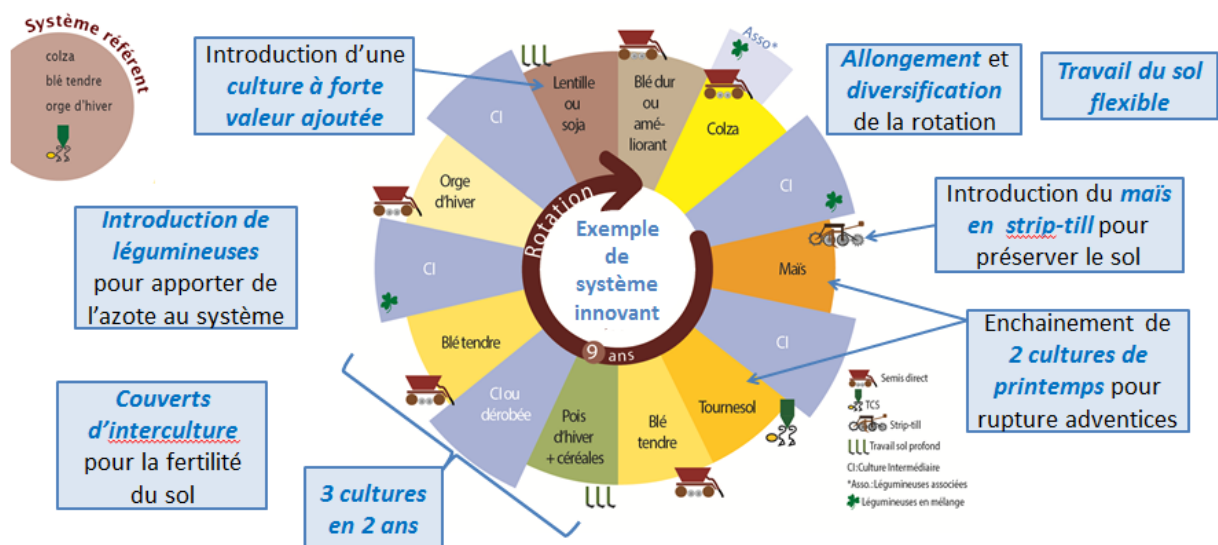 Système référent
colza
blé tendre
orge d'hiver
Introduction d'une
culture à forte
valeur ajoutée
Allongement et
diversification
de la rotation
Travail du sol
flexible
Introduction de
légumineuses
pour apporter de
l'azote au système
Introduction du maïs
en strip-till pour
préserver le sol
Enchainement de
2 cultures de
printemps pour
rupture adventices
Couverts
d'interculture
pour la fertilité
du sol
3 cultures
en 2 ans
Rotation
9 ans
Exemple
de
système
innovant
Lentille
ou
soja
Blé dur
ou
amé-
liorant
Asso*
Colza
CI
Maïs
CI
Tournesol
Blé
tendre
Pois
d'hiver
+ céréales
CI ou
dérobée
Blé tendre
CI
Orge
d'hiver
CI
Semis direct
TCS
Strip-till
Travail sol profond
CI:Culture Intermédiaire
*Asso.: Légumineuses associées
Légumineuses en mélange